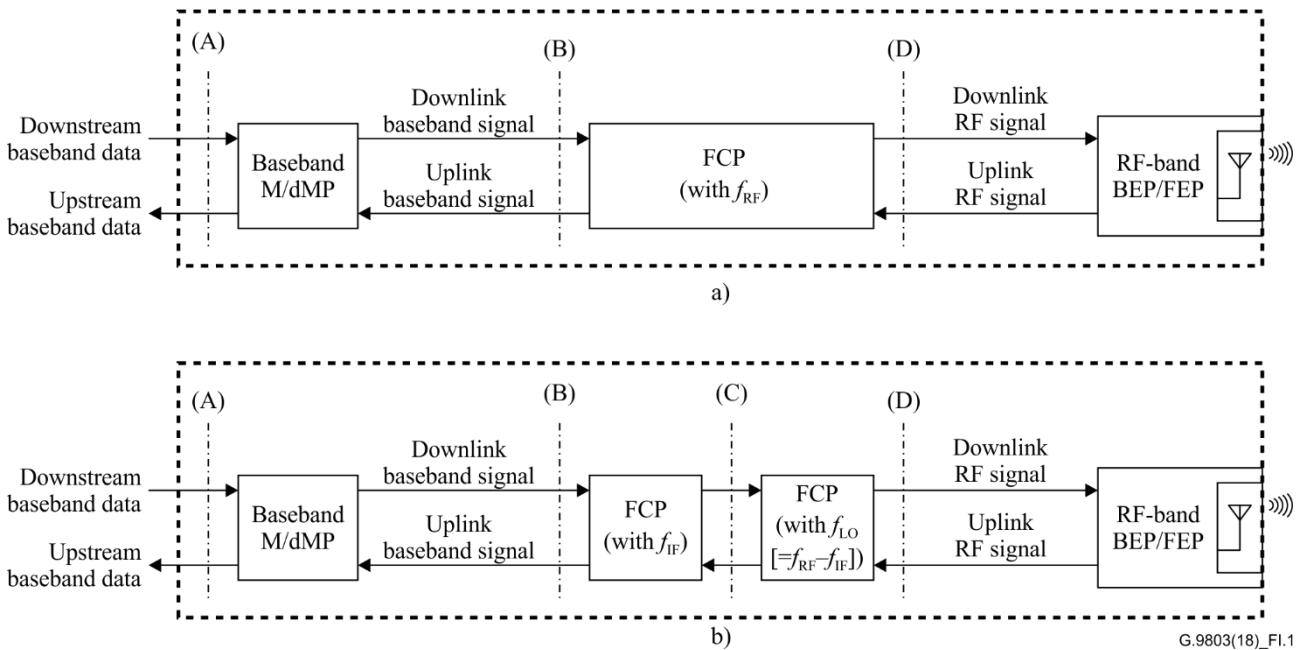 (A)
(B)
(D)
Downstream
baseband data
Upstream
baseband data
Baseband
M/dMP
Downlink
baseband signal
Uplink
baseband signal
FCP
(with fRF)
Downlink
RF signal
Uplink
RF signal
RF-band
BEP/FEP
a)
(A)
(B)
(C)
(D)
Downstream
baseband data
Upstream
baseband data
Baseband
M/dMP
Downlink
baseband signal
Uplink
baseband signal
FCP
(with fIF)
FCP
(with fLO
[=fRF–fIF])
Downlink
RF signal
Uplink
RF signal
RF-band
BEP/FEP
b)
G.9803(18)_FI.1